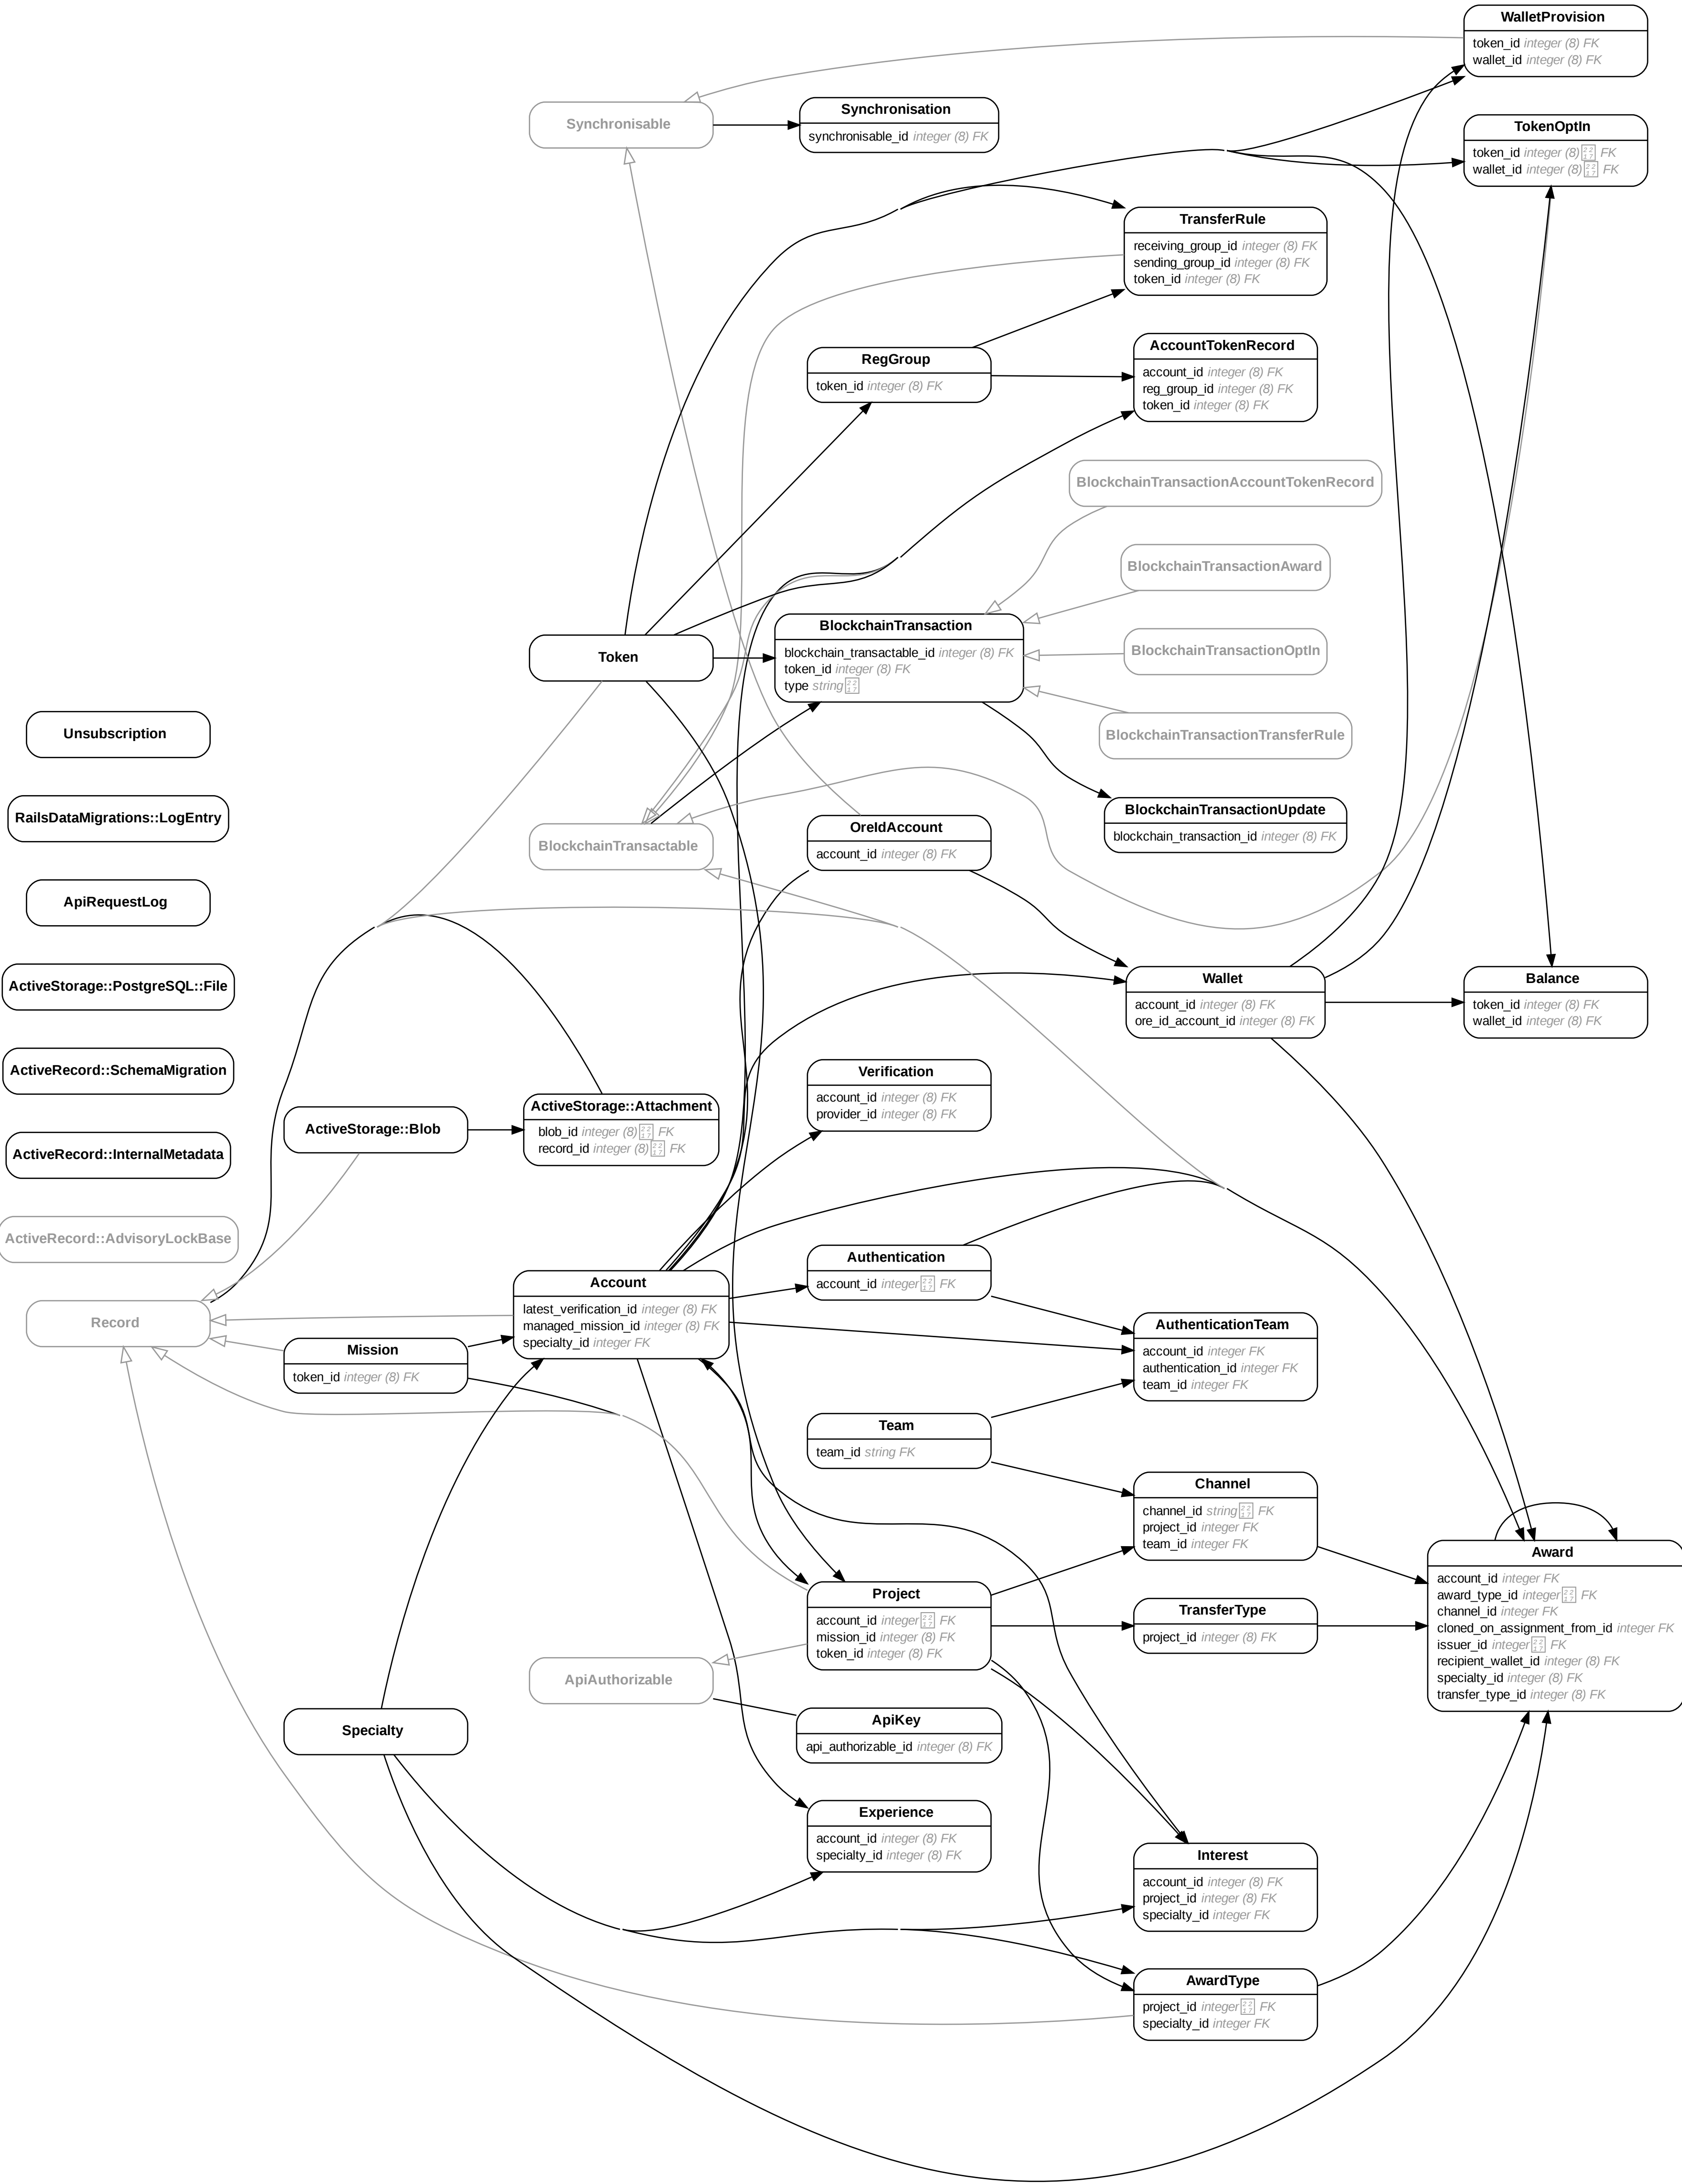 Unsubscription
RailsDataMigrations::LogEntry
ApiRequestLog
ActiveStorage::PostgreSQL::File
ActiveRecord::SchemaMigration
ActiveRecord::InternalMetadata
ActiveRecord::AdvisoryLockBase
Record
ActiveStorage::Blob
Mission
token_id integer (8) FK
Specialty
Synchronisable
Token
BlockchainTransactable
ActiveStorage::Attachment
blob_id integer (8) FK
record_id integer (8) FK
Account
latest_verification_id integer (8) FK
managed_mission_id integer (8) FK
specialty_id integer FK
ApiAuthorizable
Synchronisation
synchronisable_id integer (8) FK
RegGroup
token_id integer (8) FK
BlockchainTransaction
blockchain_transactable_id integer (8) FK
token_id integer (8) FK
type string
OreIdAccount
account_id integer (8) FK
Verification
account_id integer (8) FK
provider_id integer (8) FK
Authentication
account_id integer FK
Team
team_id string FK
Project
account_id integer FK
mission_id integer (8) FK
token_id integer (8) FK
ApiKey
api_authorizable_id integer (8) FK
Experience
account_id integer (8) FK
specialty_id integer (8) FK
TransferRule
receiving_group_id integer (8) FK
sending_group_id integer (8) FK
token_id integer (8) FK
AccountTokenRecord
account_id integer (8) FK
reg_group_id integer (8) FK
token_id integer (8) FK
BlockchainTransactionAccountTokenRecord
BlockchainTransactionAward
BlockchainTransactionOptIn
BlockchainTransactionTransferRule
BlockchainTransactionUpdate
blockchain_transaction_id integer (8) FK
Wallet
account_id integer (8) FK
ore_id_account_id integer (8) FK
AuthenticationTeam
account_id integer FK
authentication_id integer FK
team_id integer FK
Channel
channel_id string FK
project_id integer FK
team_id integer FK
TransferType
project_id integer (8) FK
Interest
account_id integer (8) FK
project_id integer (8) FK
specialty_id integer FK
AwardType
project_id integer FK
specialty_id integer FK
WalletProvision
token_id integer (8) FK
wallet_id integer (8) FK
TokenOptIn
token_id integer (8) FK
wallet_id integer (8) FK
Balance
token_id integer (8) FK
wallet_id integer (8) FK
Award
account_id integer FK
award_type_id integer FK
channel_id integer FK
cloned_on_assignment_from_id integer FK
issuer_id integer FK
recipient_wallet_id integer (8) FK
specialty_id integer (8) FK
transfer_type_id integer (8) FK